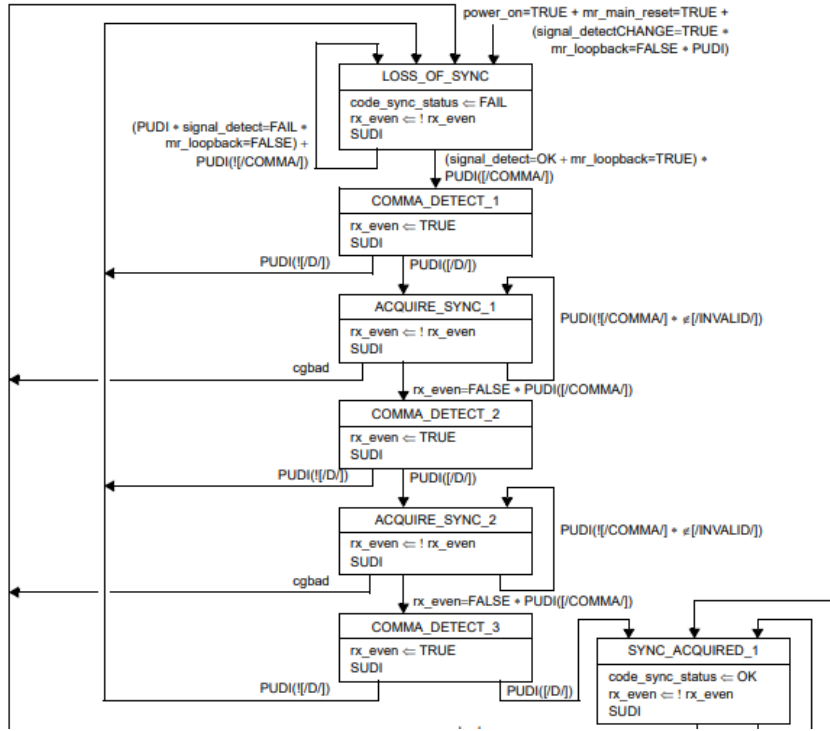 power_on=TRUE + mr_main_reset=TRUE +
(signal_detectCHANGE=TRUE ∗
mr_loopback=FALSE ∗ PUDI)
LOSS_OF_SYNC
code_sync_status ⇐ FAIL
rx_even ⇐ ! rx_even
SUDI
(PUDI ∗ signal_detect=FAIL ∗
mr_loopback=FALSE) +
PUDI(![/COMMA/])
(signal_detect=OK + mr_loopback=TRUE) ∗
PUDI([/COMMA/])
COMMA_DETECT_1
rx_even ⇐ TRUE
SUDI
PUDI(![/D/])
PUDI([/D/])
ACQUIRE_SYNC_1
rx_even ⇐ ! rx_even
SUDI
PUDI(![/COMMA/] ∗ ∉[/INVALID/])
cgbad
rx_even=FALSE ∗ PUDI([/COMMA/])
COMMA_DETECT_2
rx_even ⇐ TRUE
SUDI
PUDI(![/D/])
PUDI([/D/])
ACQUIRE_SYNC_2
rx_even ⇐ ! rx_even
SUDI
PUDI(![/COMMA/] ∗ ∉[/INVALID/])
cgbad
rx_even=FALSE ∗ PUDI([/COMMA/])
COMMA_DETECT_3
rx_even ⇐ TRUE
SUDI
PUDI(![/D/])
PUDI([/D/])
SYNC_ACQUIRED_1
code_sync_status ⇐ OK
rx_even ⇐ ! rx_even
SUDI